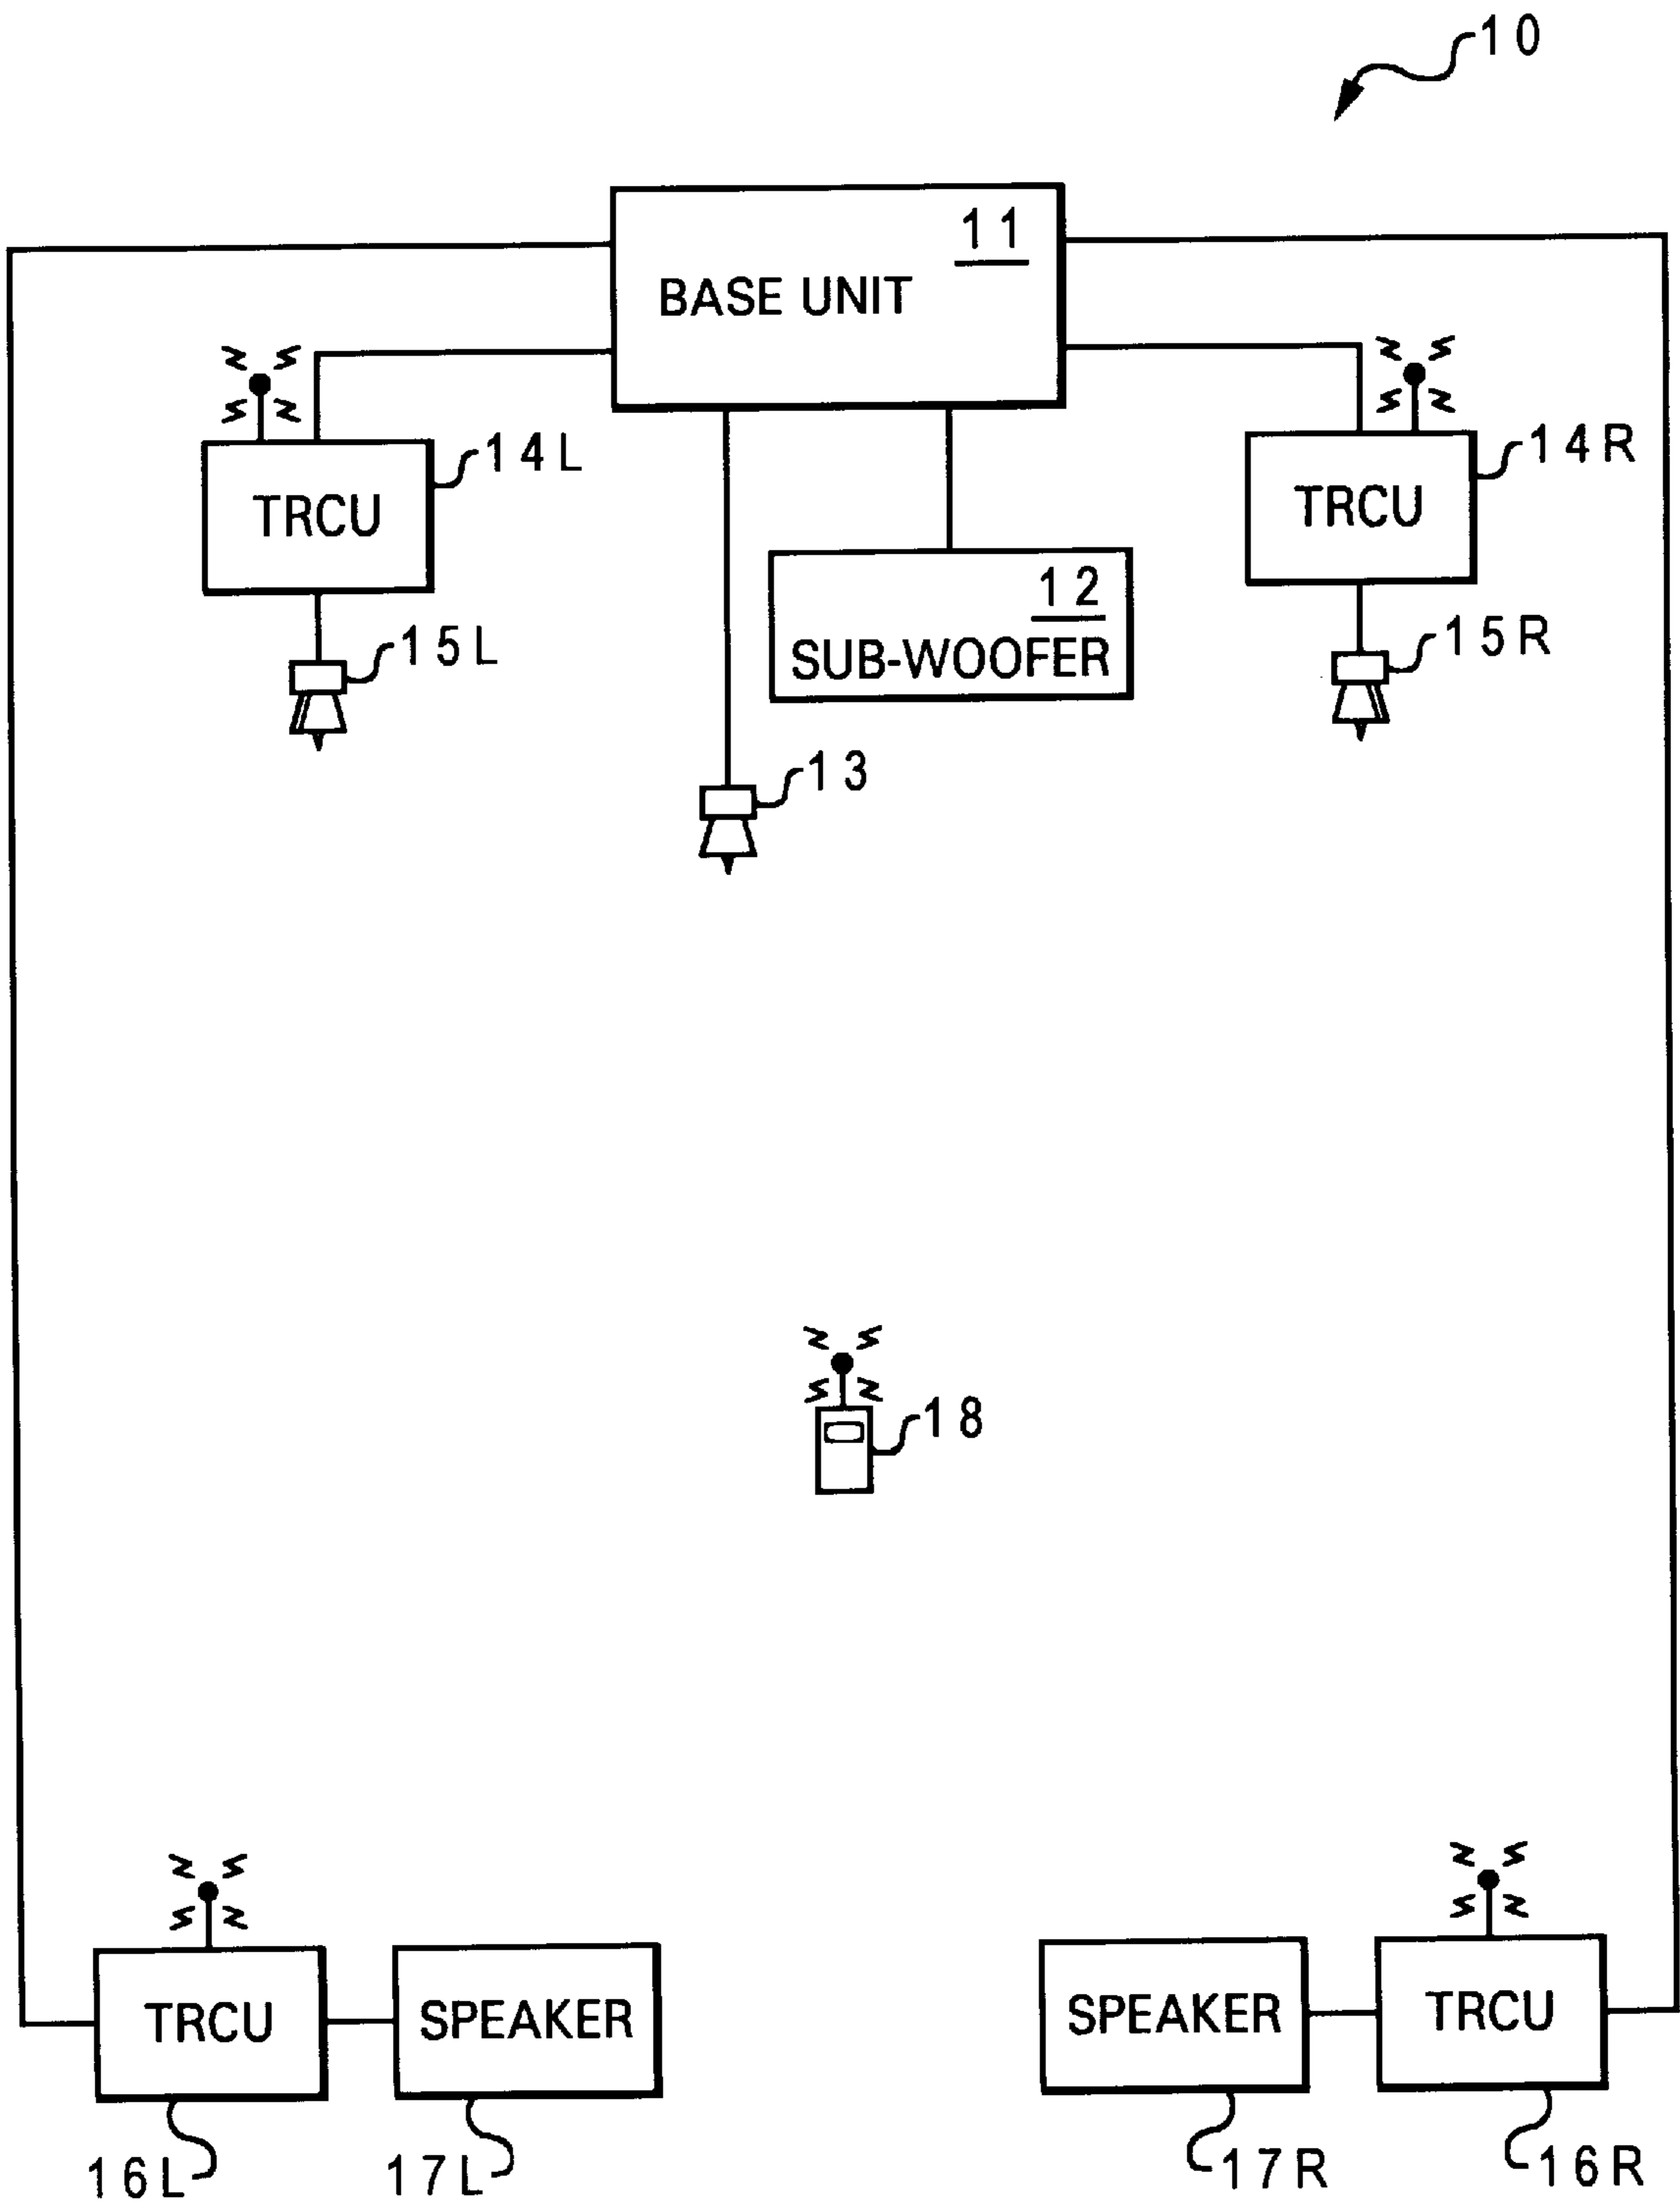 10
11
BASE UNIT
14L
TRCU
14R
TRCU
12
SUB-WOOFER
15L
15R
13
18
TRCU
SPEAKER
SPEAKER
TRCU
16L
17L
17R
16R